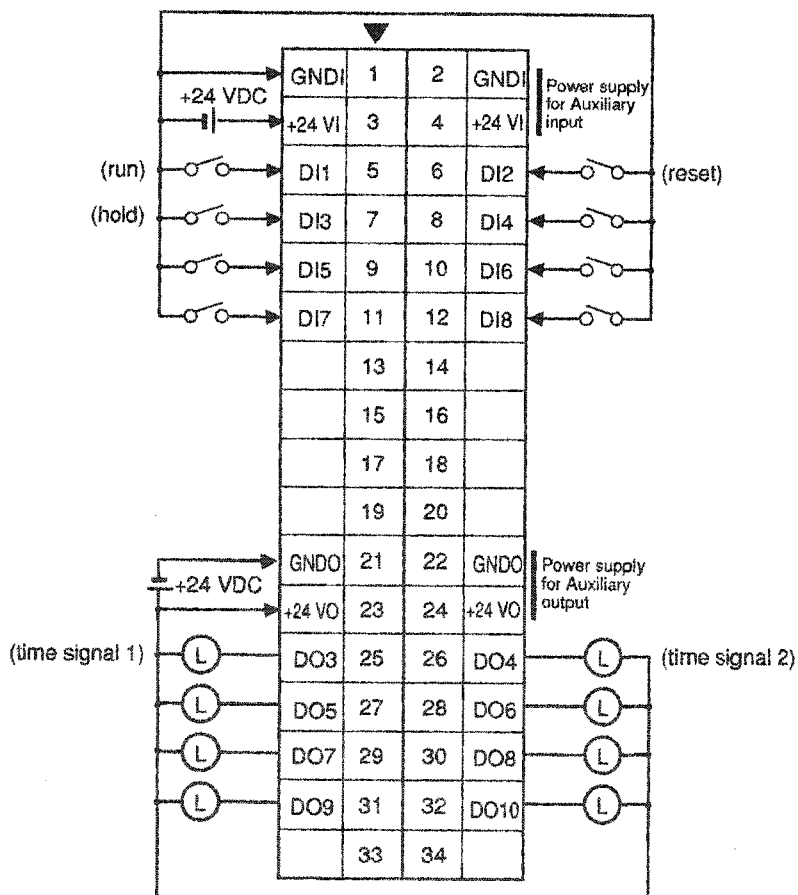 GNDI 1 2 GNDI
Power supply
for Auxiliary
input
+24 VDC
+24 VI 3 4 +24 VI
(run) DI1 5 6 DI2 (reset)
(hold) DI3 7 8 DI4
DI5 9 10 DI6
DI7 11 12 DI8
13 14
15 16
17 18
19 20
GNDO 21 22 GNDO
Power supply
for Auxiliary
output
+24 VDC
+24 VO 23 24 +24 VO
(time signal 1) L DO3 25 26 DO4 L (time signal 2)
L DO5 27 28 DO6 L
L DO7 29 30 DO8 L
L DO9 31 32 DO10 L
33 34